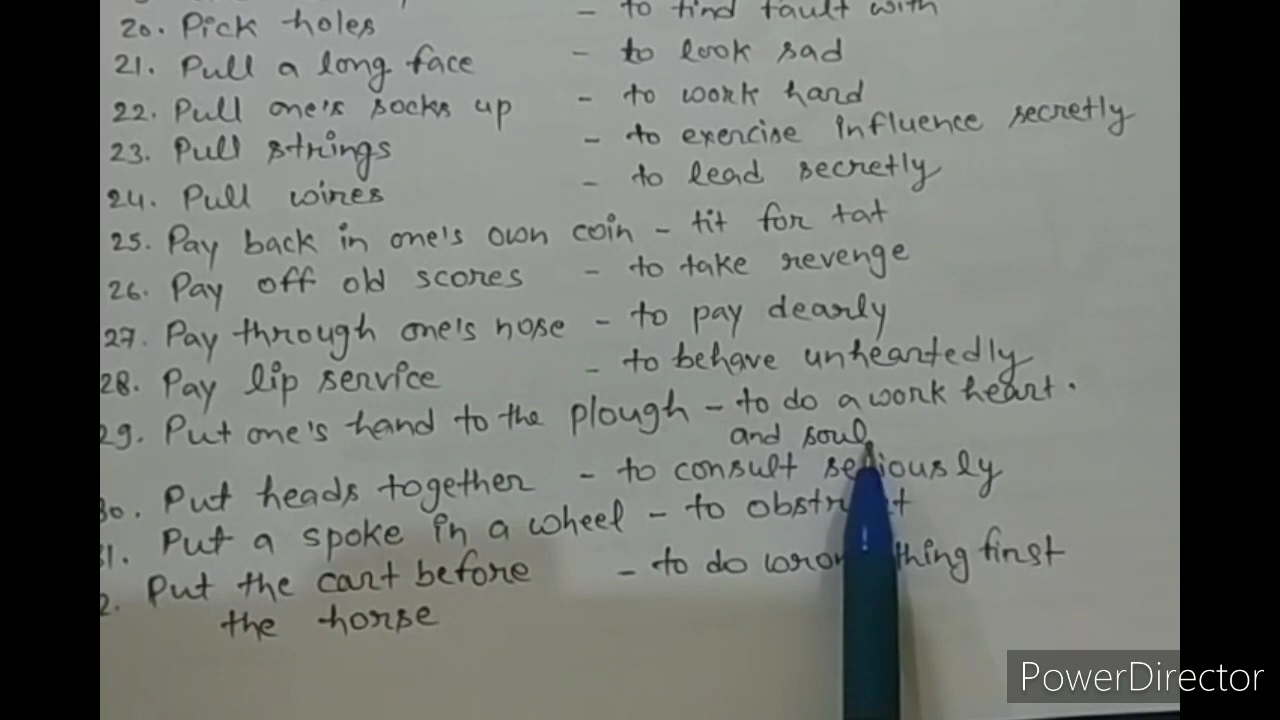 20. Pick holes - to find fault with
21. Pull a long face - to look sad
22. Pull one's socks up - to work hard
23. Pull strings - to exercise influence secretly
24. Pull wires - to lead secretly
25. Pay back in one's own coin - tit for tat
26. Pay off old scores - to take revenge
27. Pay through one's nose - to pay dearly
28. Pay lip service - to behave unheartedly
29. Put one's hand to the plough - to do a work heart.
and soul
30. Put heads together - to consult seriously
31. Put a spoke in a wheel - to
2. Put the cart before - to do thing first
the horse
PowerDirector